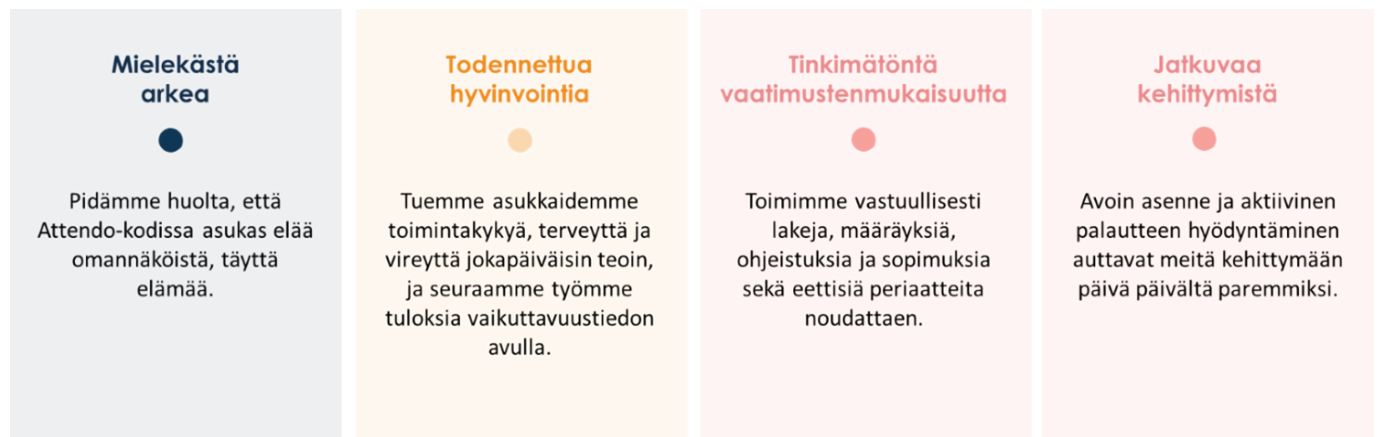 Mielekästä
arkea
Pidämme huolta, että
Attendo-kodissa asukas elää
omannäköistä, täyttä
elämää.
Todennettua
hyvinvointia
Tuemme asukkaidemme
toimintakykyä, terveyttä ja
vireyttä jokapäiväisin teoin,
ja seuraamme työmme
tuloksia vaikuttavuustiedon
avulla.
Tinkimätöntä
vaatimustenmukaisuutta
Toimimme vastuullisesti
lakeja, määräyksiä,
ohjeistuksia ja sopimuksia
sekä eettisiä periaatteita
noudattaen.
Jatkuvaa
kehittymistä
Avoin asenne ja aktiivinen
palautteen hyödyntäminen
auttavat meitä kehittymään
päivä päivältä paremmiksi.